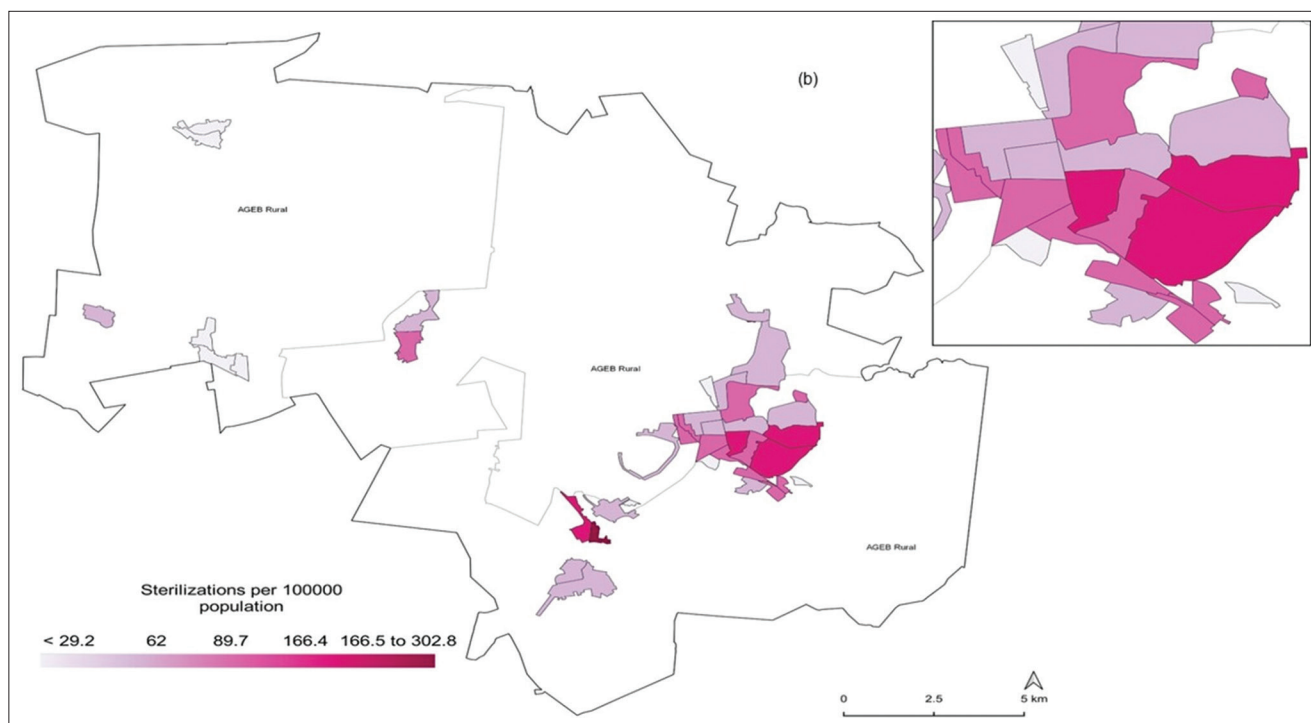 (b)
AGEB Rural
AGEB Rural
AGEB Rural
Sterilizations per 100000
population
< 29.2 62 89.7 166.4 166.5 to 302.8
0 2.5 5 km